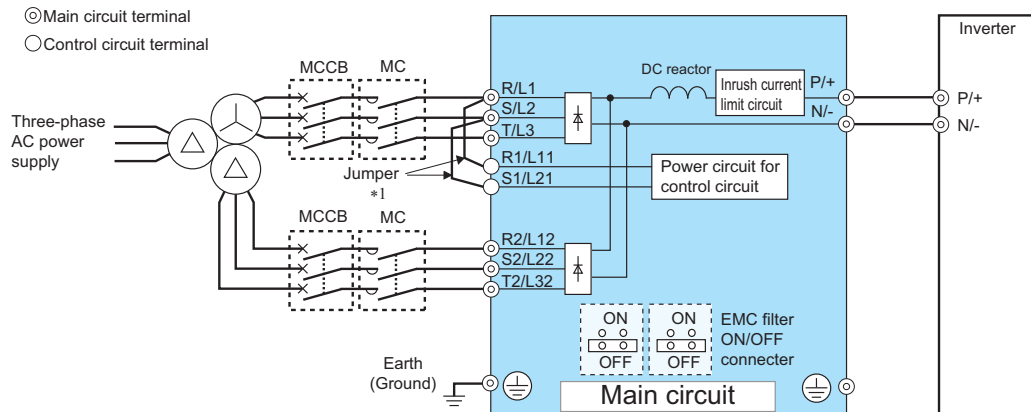 Main circuit terminal
Control circuit terminal
Inverter
MCCB
MC
DC reactor
Inrush current
limit circuit
P/+
N/-
P/+
N/-
R/L1
S/L2
T/L3
Three-phase
AC power
supply
Jumper
*1
R1/L11
S1/L21
Power circuit for
control circuit
MCCB
MC
R2/L12
S2/L22
T2/L32
ON
OFF
ON
OFF
EMC filter
ON/OFF
connecter
Earth
(Ground)
Main circuit